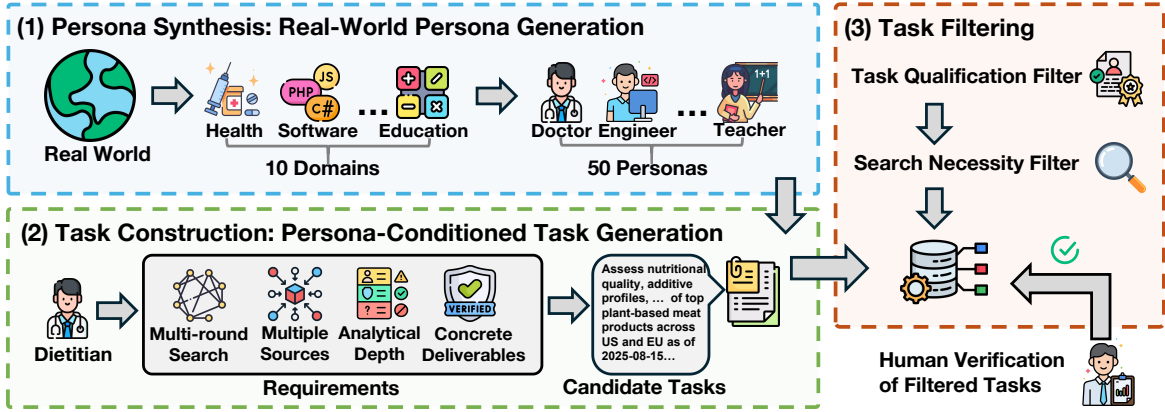 (1) Persona Synthesis: Real-World Persona Generation
Real World
JS
PHP
C#
...
Health
Software
Education
10 Domains
1+1
...
Doctor
Engineer
Teacher
50 Personas
(2) Task Construction: Persona-Conditioned Task Generation
Dietitian
Multi-round
Search
Multiple
Sources
Analytical
Depth
VERIFIED
Concrete
Deliverables
Requirements
Assess nutritional
quality, additive
profiles, ... of top
plant-based meat
products across
US and EU as of
2025-08-15...
Candidate Tasks
(3) Task Filtering
Task Qualification Filter
Search Necessity Filter
Human Verification
of Filtered Tasks